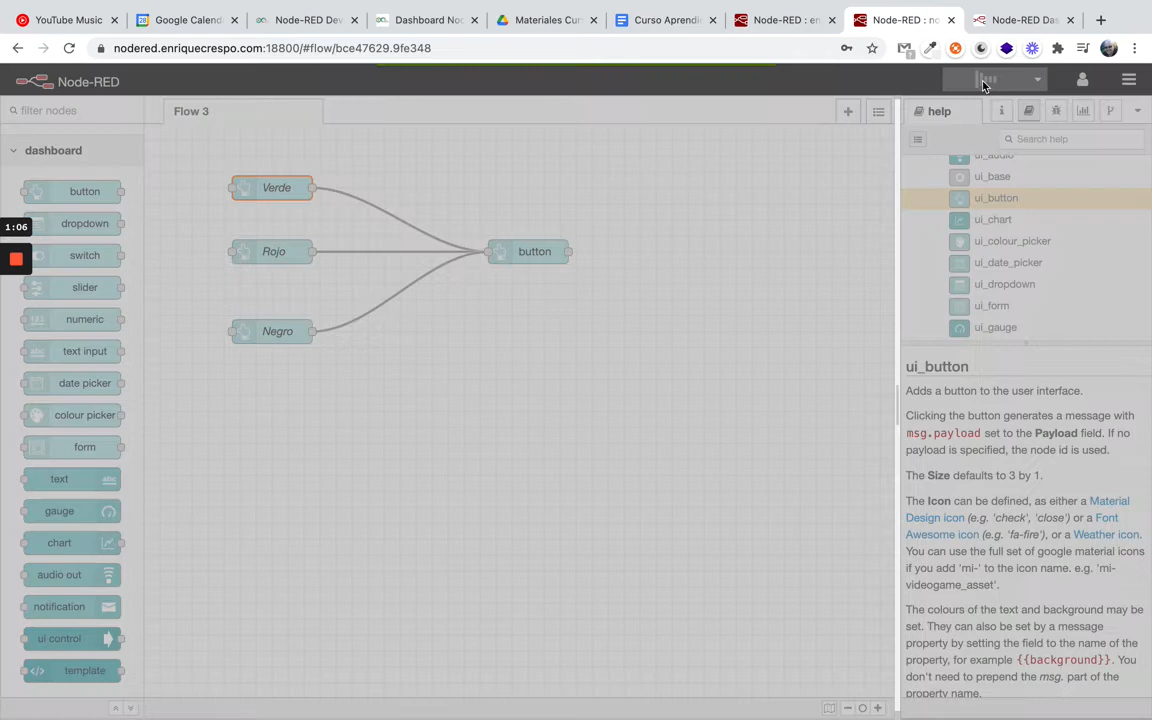 YouTube Music
Google Calend
Node-RED Dev
Dashboard Noc
Materiales Cur
Curso Aprendi
Node-RED : en
Node-RED : no
Node-RED Das
nodered.enriquecrespo.com:18800/#flow/bce47629.9fe348
Node-RED
filter nodes
Flow 3
help
Search help
dashboard
button
dropdown
switch
slider
numeric
text input
date picker
colour picker
form
text
abc
gauge
chart
audio out
notification
ui control
template
1:06
Verde
Rojo
button
Negro
ui_audio
ui_base
ui_button
ui_chart
ui_colour_picker
ui_date_picker
ui_dropdown
ui_form
ui_gauge
ui_button
Adds a button to the user interface.
Clicking the button generates a message with
msg.payload set to the Payload field. If no
payload is specified, the node id is used.
The Size defaults to 3 by 1.
The Icon can be defined, as either a Material
Design icon (e.g. 'check', 'close') or a Font
Awesome icon (e.g. 'fa-fire'), or a Weather icon.
You can use the full set of google material icons
if you add 'mi-' to the icon name. e.g. 'mi-
videogame_asset'.
The colours of the text and background may be
set. They can also be set by a message
property by setting the field to the name of the
property, for example {{background}}. You
don't need to prepend the msg. part of the
property name.